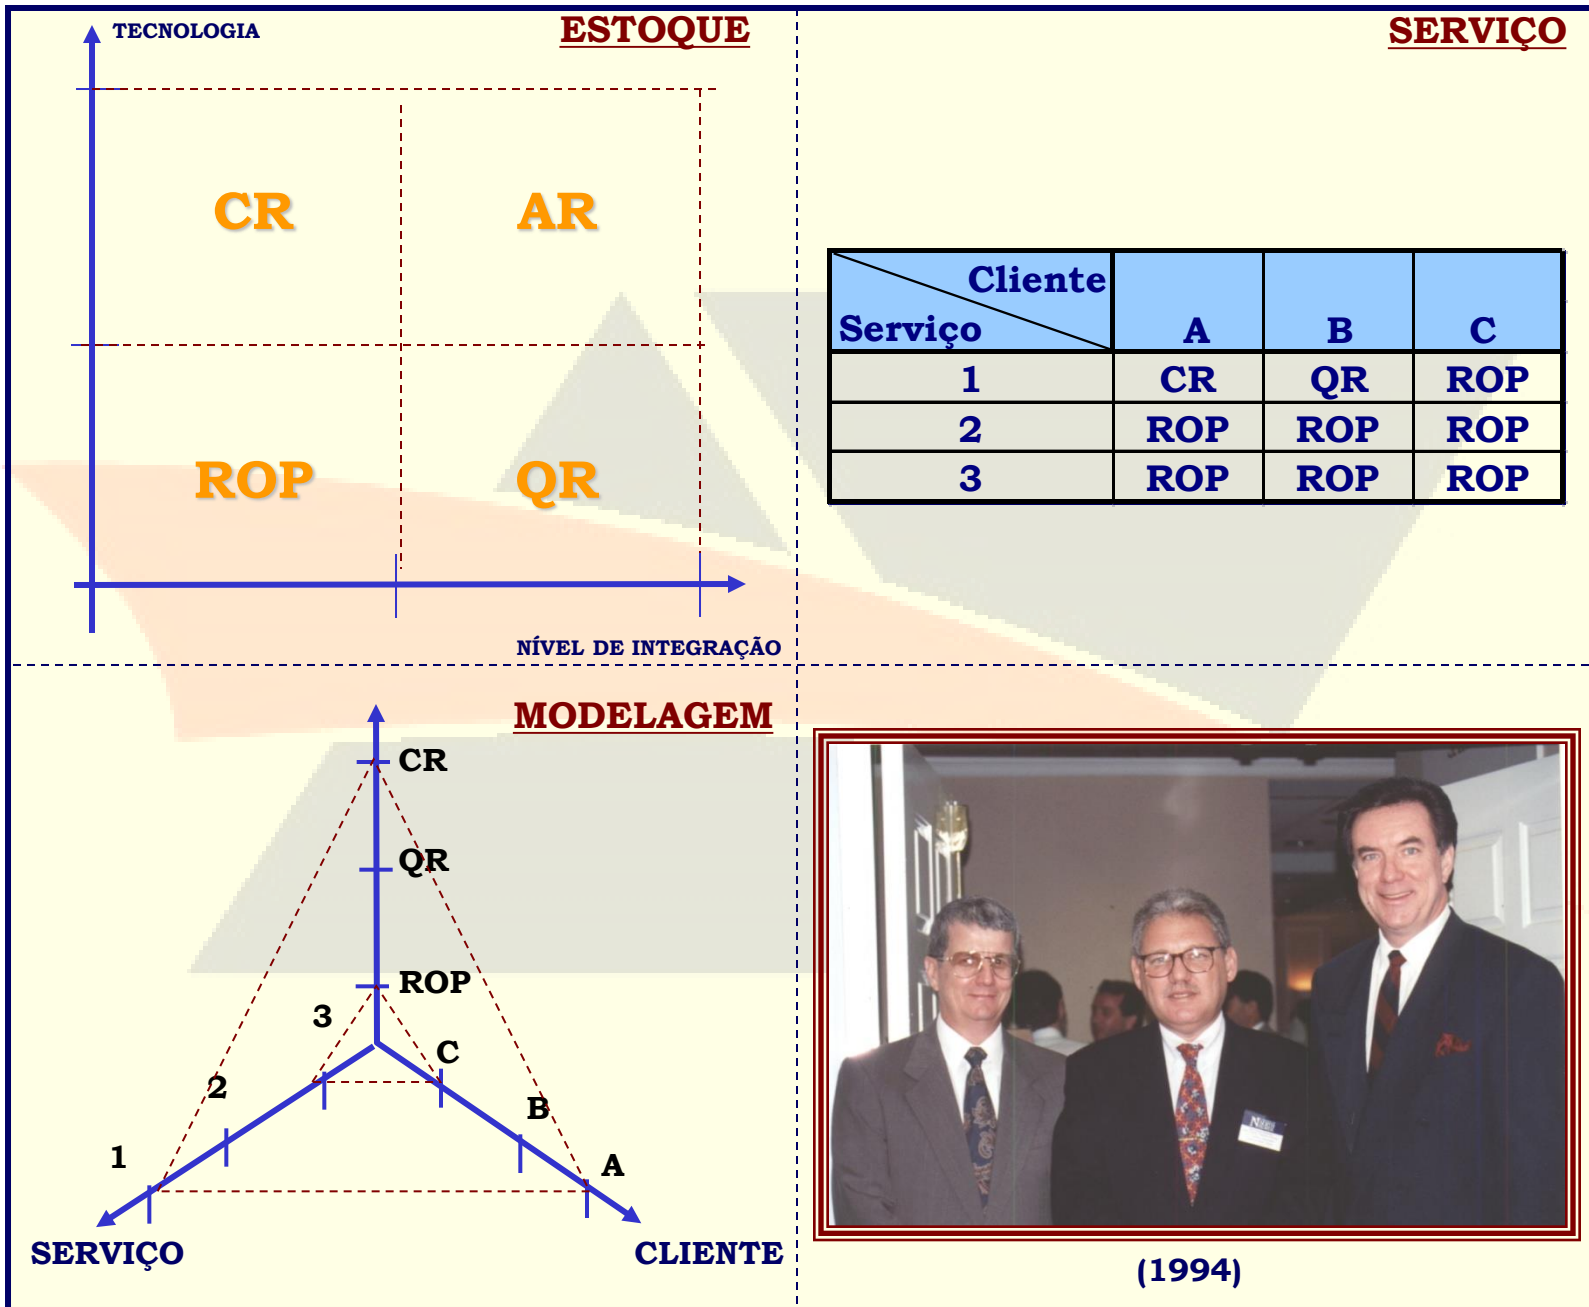 TECNOLOGIA
ESTOQUE
CR AR
ROP QR
NÍVEL DE INTEGRAÇÃO
SERVIÇO
Cliente
Serviço A B C
1 CR QR ROP
2 ROP ROP ROP
3 ROP ROP ROP
MODELAGEM
CR
QR
ROP
3
C
2
B
1
A
SERVIÇO
CLIENTE
(1994)